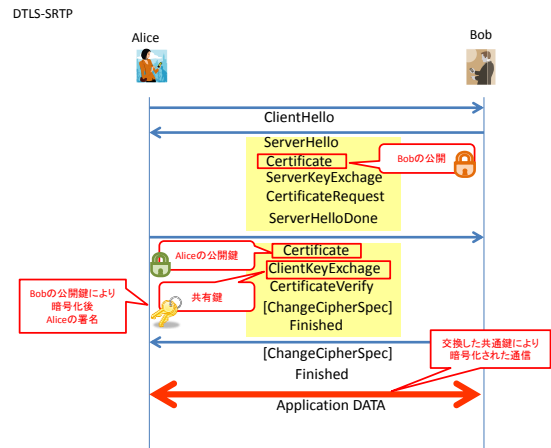 DTLS-SRTP
Alice
Bob
ClientHello
ServerHello
Certificate
Bobの公開
ServerKeyExchage
CertificateRequest
ServerHelloDone
Aliceの公開鍵
Certificate
ClientKeyExchange
共有鍵
CertificateVerify
[ChangeCipherSpec]
Finished
Bobの公開鍵により
暗号化後
Aliceの署名
交換した共通鍵により
暗号化された通信
[ChangeCipherSpec]
Finished
Application DATA